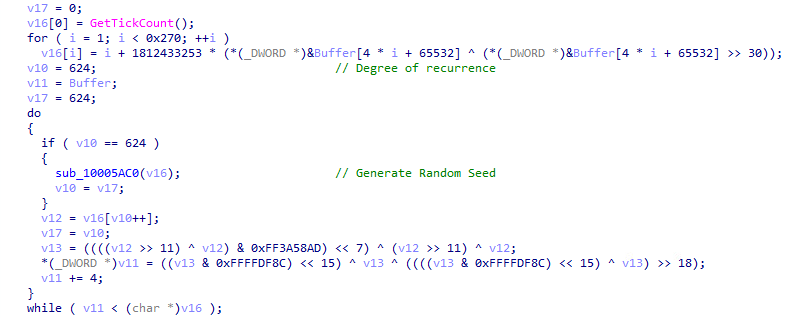 v17 = 0;
v16[0] = GetTickCount();
for ( i = 1; i < 0x270; ++i )
v16[i] = i + 1812433253 * (*(_DWORD *)&Buffer[4 * i + 65532] ^ (*(_DWORD *)&Buffer[4 * i + 65532] >> 30));
v10 = 624; // Degree of recurrence
v11 = Buffer;
v17 = 624;
do
{
if ( v10 == 624 )
{
sub_10005AC0(v16); // Generate Random Seed
v10 = v17;
}
v12 = v16[v10++];
v17 = v10;
v13 = ((((v12 >> 11) ^ v12) & 0xFF3A58AD) << 7) ^ (v12 >> 11) ^ v12;
*(_DWORD *)v11 = ((v13 & 0xFFFFDF8C) << 15) ^ v13 ^ ((((v13 & 0xFFFFDF8C) << 15) ^ v13) >> 18);
v11 += 4;
}
while ( v11 < (char *)v16 );